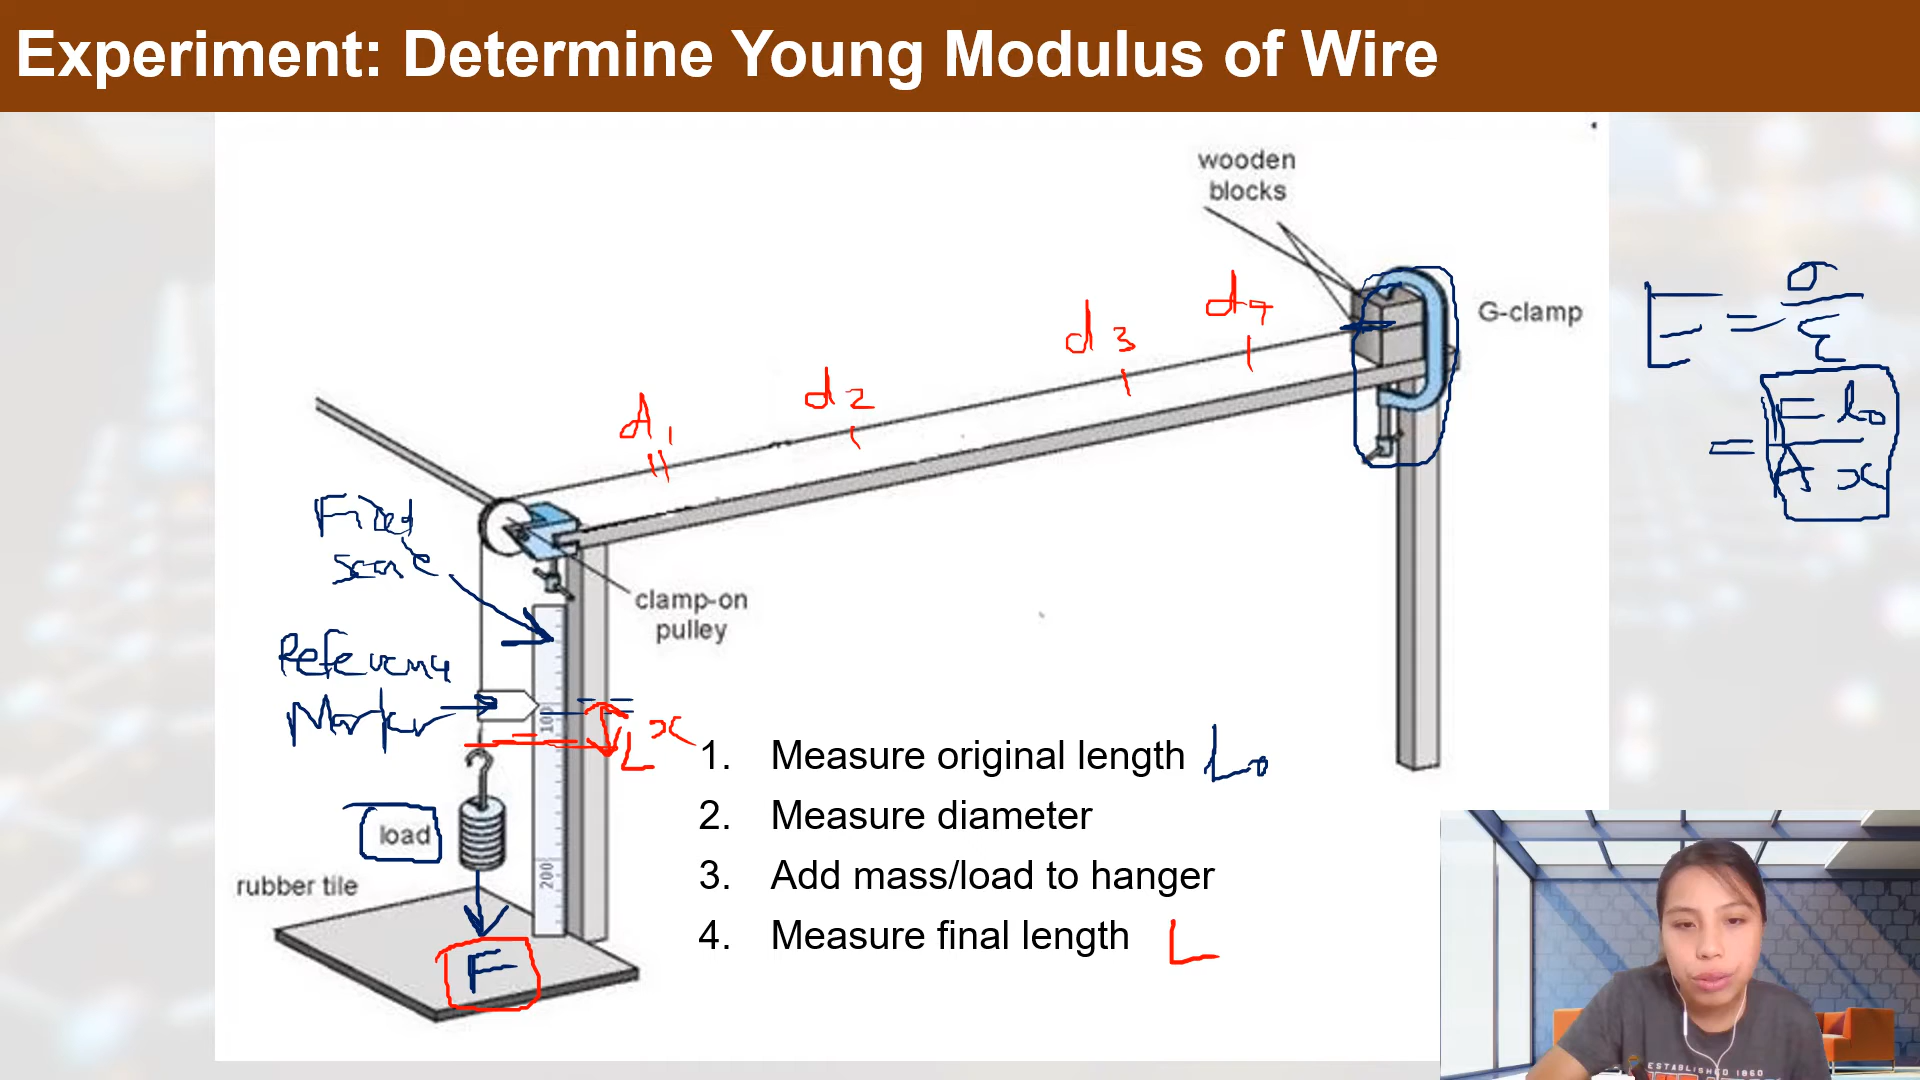 Experiment: Determine Young Modulus of Wire
wooden
blocks
G-clamp
E = σ/ε
= F L₀ / A x
d₁
d₂
d₃
d₄
Fixed
scale
clamp-on
pulley
Reference
Marker
100
x
L
1. Measure original length L₀
2. Measure diameter
3. Add mass/load to hanger
4. Measure final length L
load
200
rubber tile
F
ESTABLISHED 1860